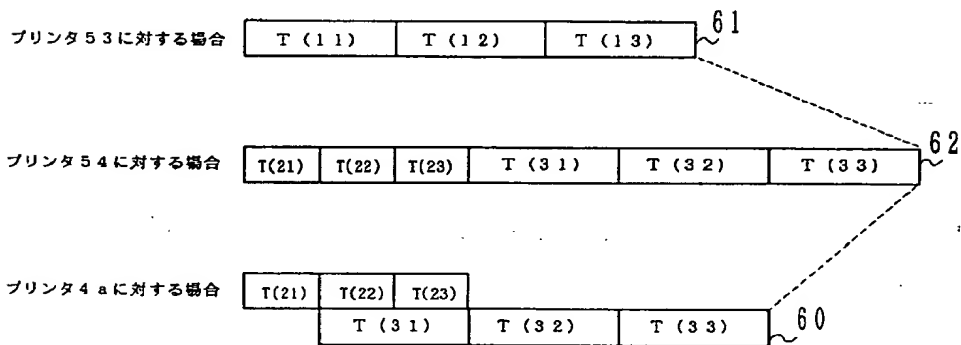 プリンタ53に対する場合 T (11) T (12) T (13) 61
プリンタ54に対する場合 T(21) T(22) T(23) T (31) T (32) T (33) 62
プリンタ4aに対する場合 T(21) T(22) T(23)
T (31) T (32) T (33) 60